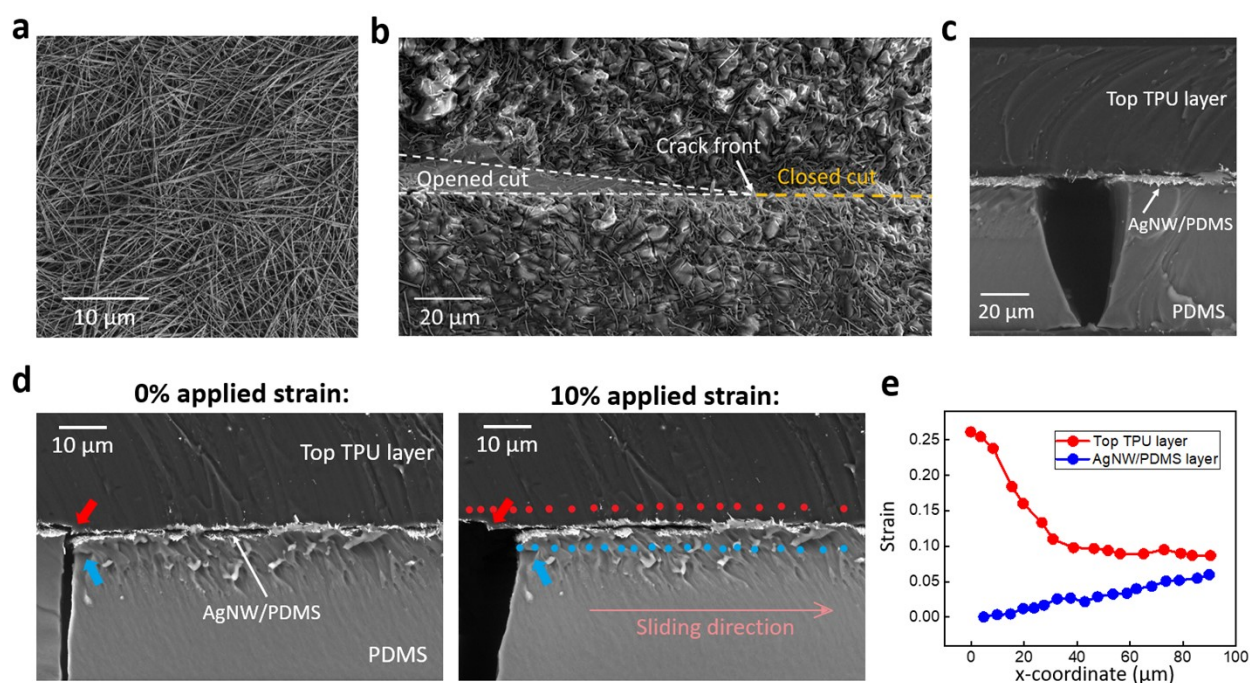 a
10 μm
b
Crack front
Opened cut
Closed cut
20 μm
c
Top TPU layer
AgNW/PDMS
20 μm
PDMS
d
0% applied strain:
10 μm
Top TPU layer
AgNW/PDMS
PDMS
10% applied strain:
10 μm
Sliding direction
e
Top TPU layer
AgNW/PDMS layer
Strain
0.25
0.20
0.15
0.10
0.05
0.00
0 20 40 60 80 100
x-coordinate (μm)